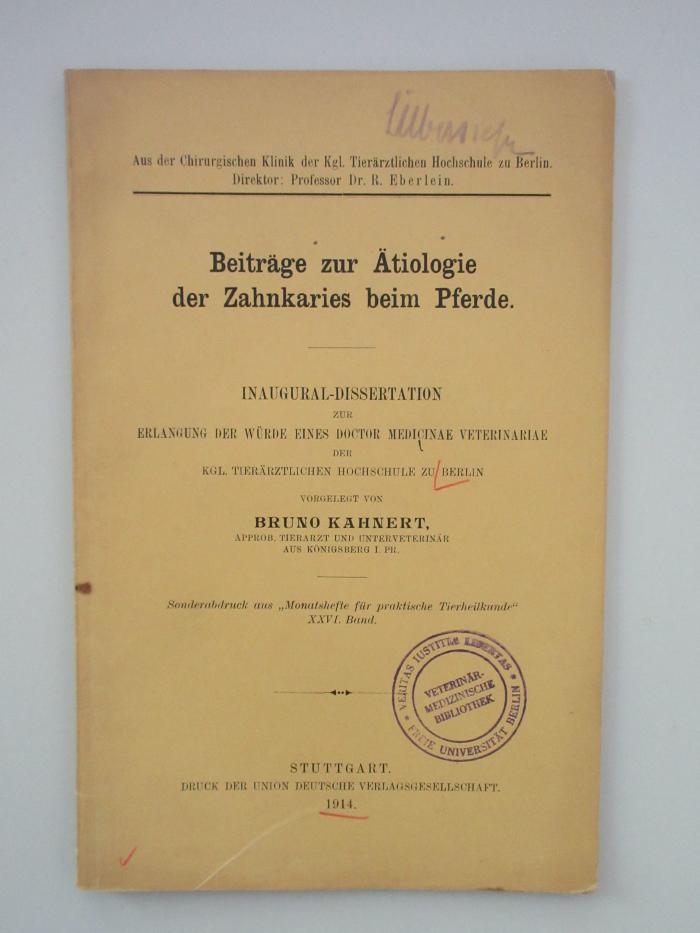 Aus der Chirurgischen Klinik der Kgl. Tierärztlichen Hochschule zu Berlin.
Direktor: Professor Dr. R. Eberlein.
Beiträge zur Ätiologie
der Zahnkaries beim Pferde.
INAUGURAL-DISSERTATION
ZUR
ERLANGUNG DER WÜRDE EINES DOCTOR MEDICINAE VETERINARIAE
DER
KGL. TIERÄRZTLICHEN HOCHSCHULE ZU BERLIN
VORGELEGT VON
BRUNO KAHNERT,
APPROB. TIERARZT UND UNTERVETERINÄR
AUS KÖNIGSBERG I. PR.
Sonderabdruck aus „Monatshefte für praktische Tierheilkunde“
XXVI. Band.
VERITAS IUSTITIA LIBERTAS
VETERINÄR-
MEDIZINISCHE
BIBLIOTHEK
FREIE UNIVERSITÄT BERLIN
STUTTGART.
DRUCK DER UNION DEUTSCHE VERLAGSGESELLSCHAFT.
1914.